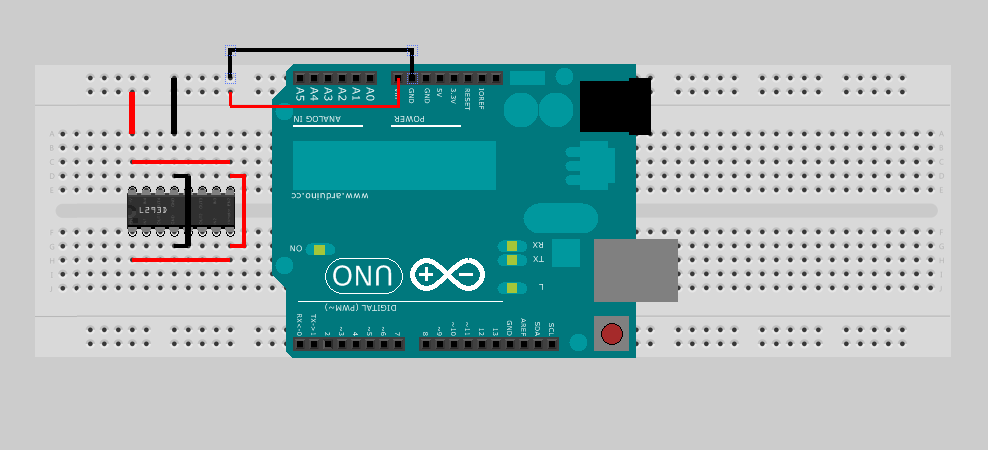 A5 A4 A3 A2 A1 A0
GND GND 5V 3.3V RESET IOREF
ANALOG IN
POWER
A
B
C
D
E
F
G
H
I
J
A
B
C
D
E
F
G
H
I
J
www.arduino.cc
L293D
ON
RX
TX
L
UNO
DIGITAL (PWM~)
RX<-0 TX->1 2 ~3 4 ~5 ~6 7 8 ~9 ~10 ~11 12 13 GND AREF SDA SCL